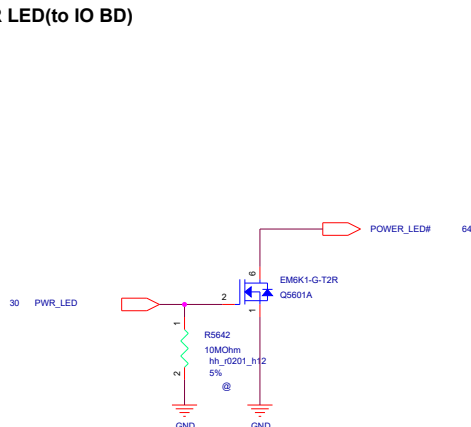 LED(to IO BD)
POWER_LED# 64
6
EM6K1-G-T2R
Q5601A
30 PWR_LED
2
1
1
R5642
10MOhm
hh_r0201_h12
5%
2
@
GND
GND